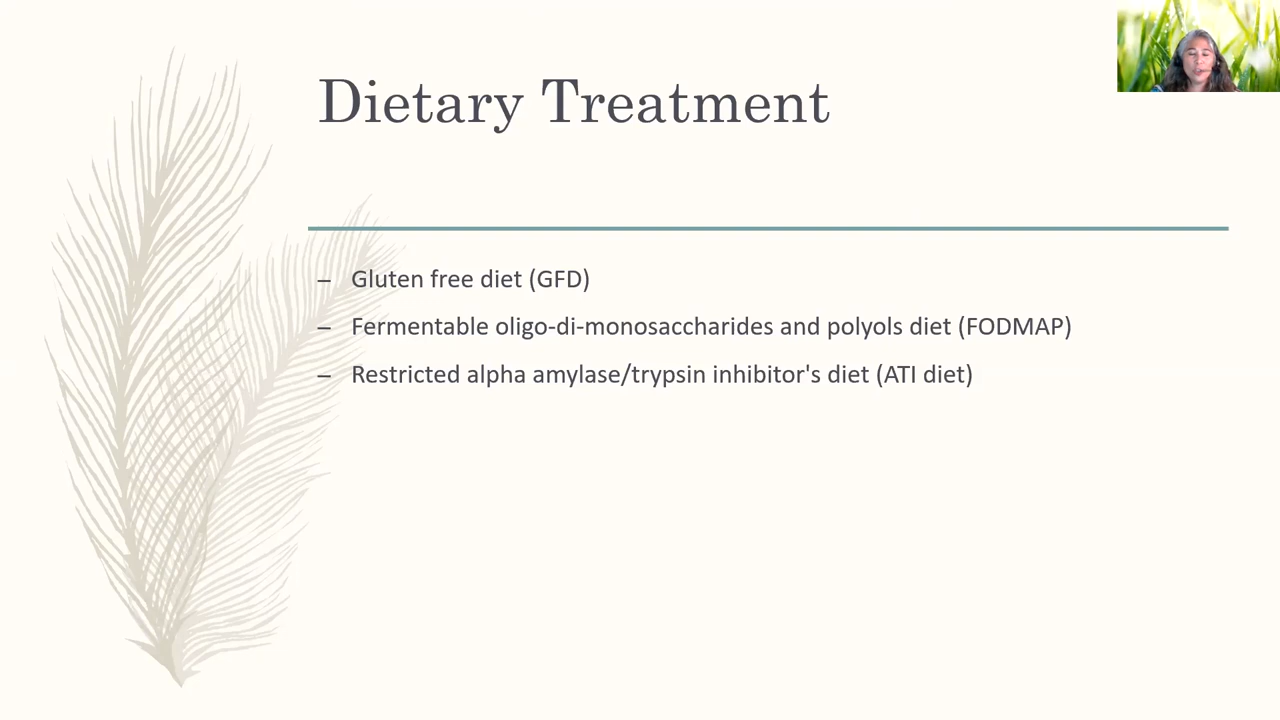 Dietary Treatment
– Gluten free diet (GFD)
– Fermentable oligo-di-monosaccharides and polyols diet (FODMAP)
– Restricted alpha amylase/trypsin inhibitor's diet (ATI diet)